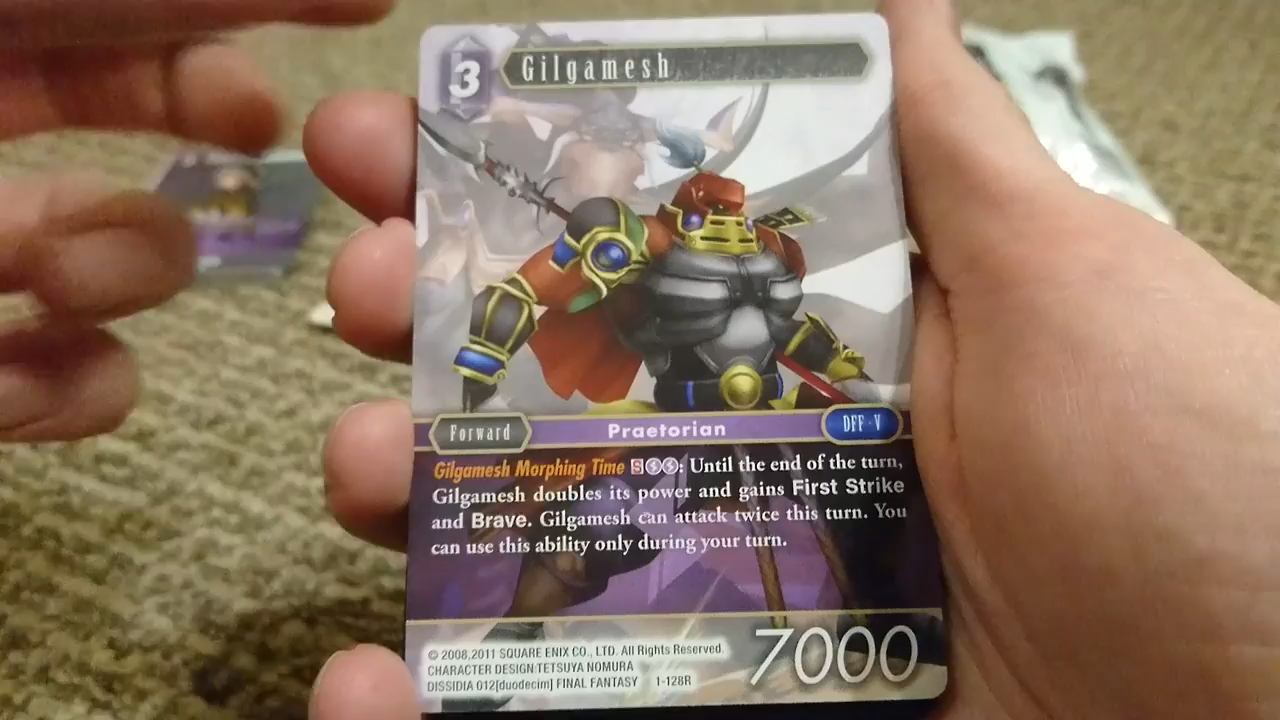 3
Gilgamesh
Forward
Praetorian
DFF·V
Gilgamesh Morphing Time S: Until the end of the turn,
Gilgamesh doubles its power and gains First Strike
and Brave. Gilgamesh can attack twice this turn. You
can use this ability only during your turn.
© 2008,2011 SQUARE ENIX CO., LTD. All Rights Reserved.
CHARACTER DESIGN:TETSUYA NOMURA
DISSIDIA 012[duodecim] FINAL FANTASY 1-128R
7000